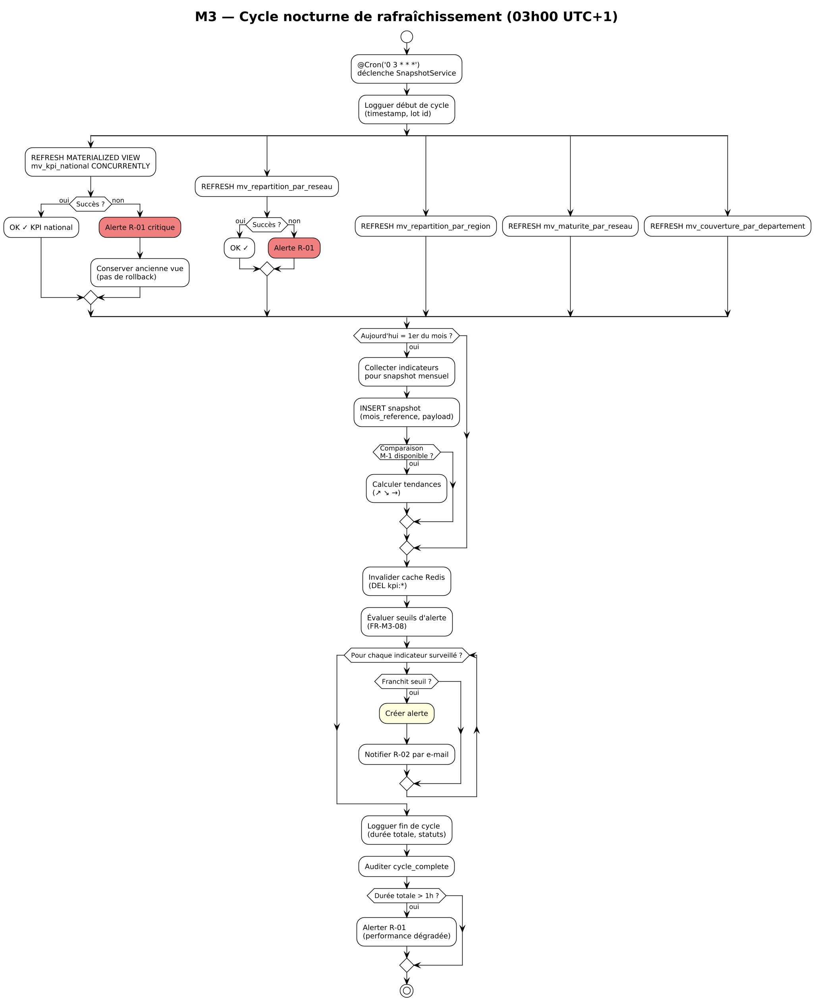 M3 — Cycle nocturne de rafraîchissement (03h00 UTC+1)
@Cron('0 3 * * *')
déclenche SnapshotService
Logguer début de cycle
(timestamp, lot id)
REFRESH MATERIALIZED VIEW
mv_kpi_national CONCURRENTLY
Succès ?
oui
non
OK ✓ KPI national
Alerte R-01 critique
Conserver ancienne vue
(pas de rollback)
REFRESH mv_repartition_par_reseau
Succès ?
oui
non
OK ✓
Alerte R-01
REFRESH mv_repartition_par_region
REFRESH mv_maturite_par_reseau
REFRESH mv_couverture_par_departement
Aujourd'hui = 1er du mois ?
oui
Collecter indicateurs
pour snapshot mensuel
INSERT snapshot
(mois_reference, payload)
Comparaison
M-1 disponible ?
oui
Calculer tendances
(↗ ↘ →)
Invalider cache Redis
(DEL kpi:*)
Évaluer seuils d'alerte
(FR-M3-08)
Pour chaque indicateur surveillé ?
Franchit seuil ?
oui
Créer alerte
Notifier R-02 par e-mail
Logguer fin de cycle
(durée totale, statuts)
Auditer cycle_complete
Durée totale > 1h ?
oui
Alerter R-01
(performance dégradée)